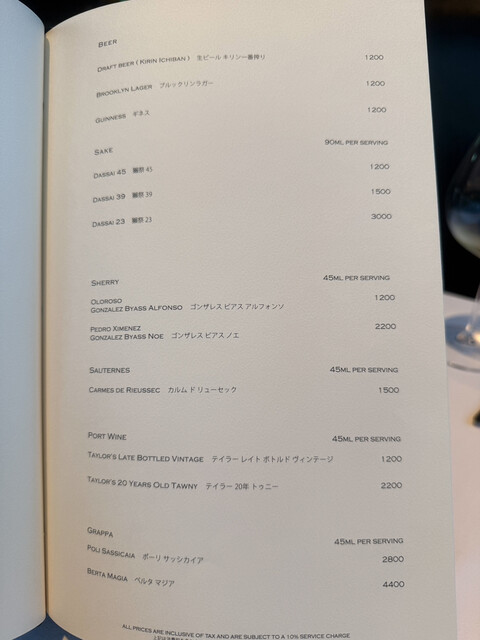 BEER
DRAFT BEER ( KIRIN ICHIBAN ) 生ビール キリン一番搾り 1200
BROOKLYN LAGER ブルックリンラガー 1200
GUINNESS ギネス 1200
SAKE 90ML PER SERVING
DASSAI 45 獺祭 45 1200
DASSAI 39 獺祭 39 1500
DASSAI 23 獺祭 23 3000
SHERRY 45ML PER SERVING
OLOROSO
GONZALEZ BYASS ALFONSO ゴンザレス ビアス アルフォンソ 1200
PEDRO XIMENEZ
GONZALEZ BYASS NOE ゴンザレス ビアス ノエ 2200
SAUTERNES 45ML PER SERVING
CARMES DE RIEUSSEC カルム ド リューセック 1500
PORT WINE 45ML PER SERVING
TAYLOR'S LATE BOTTLED VINTAGE テイラー レイト ボトルド ヴィンテージ 1200
TAYLOR'S 20 YEARS OLD TAWNY テイラー 20年 トゥニー 2200
GRAPPA 45ML PER SERVING
POLI SASSICAIA ポーリ サッシカイア 2800
BERTA MAGIA ベルタ マジア 4400
ALL PRICES ARE INCLUSIVE OF TAX AND ARE SUBJECT TO A 10% SERVICE CHARGE